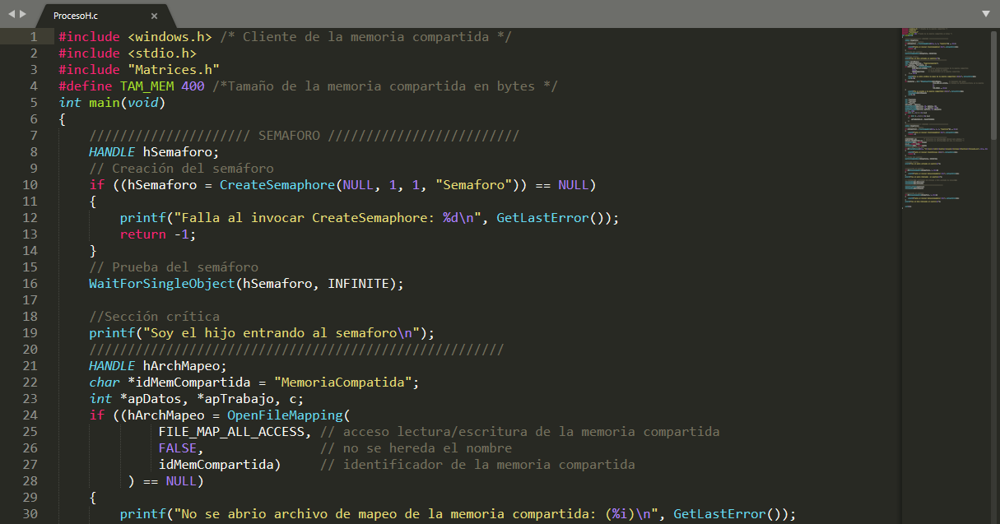 ProcesoH.c ×
1 #include <windows.h> /* Cliente de la memoria compartida */
2 #include <stdio.h>
3 #include "Matrices.h"
4 #define TAM_MEM 400 /*Tamaño de la memoria compartida en bytes */
5 int main(void)
6 {
7     ///////////////////// SEMAFORO /////////////////////////
8     HANDLE hSemaforo;
9     // Creación del semáforo
10     if ((hSemaforo = CreateSemaphore(NULL, 1, 1, "Semaforo")) == NULL)
11     {
12         printf("Falla al invocar CreateSemaphore: %d\n", GetLastError());
13         return -1;
14     }
15     // Prueba del semáforo
16     WaitForSingleObject(hSemaforo, INFINITE);
17
18     //Sección crítica
19     printf("Soy el hijo entrando al semaforo\n");
20     //////////////////////////////////////////////////////
21     HANDLE hArchMapeo;
22     char *idMemCompartida = "MemoriaCompatida";
23     int *apDatos, *apTrabajo, c;
24     if ((hArchMapeo = OpenFileMapping(
25              FILE_MAP_ALL_ACCESS, // acceso lectura/escritura de la memoria compartida
26              FALSE,               // no se hereda el nombre
27              idMemCompartida)     // identificador de la memoria compartida
28          ) == NULL)
29     {
30         printf("No se abrio archivo de mapeo de la memoria compartida: (%i)\n", GetLastError());